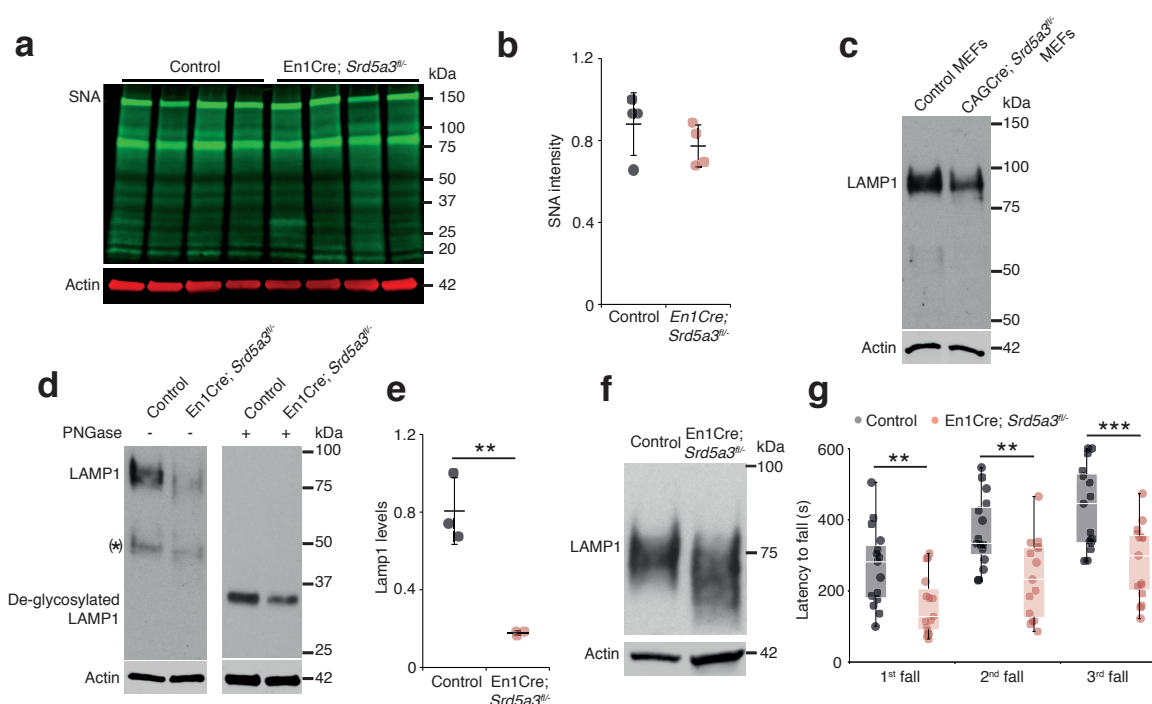 a
Control
En1Cre; Srd5a3fl/-
kDa
SNA
150
100
75
50
37
25
20
Actin
42
b
1.2
0.8
0.4
0
SNA intensity
Control
En1Cre;
Srd5a3fl/-
c
Control MEFs
CAGCre; Srd5a3fl/-
MEFs
kDa
150
LAMP1
100
75
50
50
Actin
42
d
Control
En1Cre; Srd5a3fl/-
Control
En1Cre; Srd5a3fl/-
PNGase - - + + kDa
LAMP1
100
75
(*)
50
37
De-glycosylated
LAMP1
25
Actin
42
e
1.2
0.8
0.4
0
Lamp1 levels
**
Control
En1Cre;
Srd5a3fl/-
f
Control
En1Cre;
Srd5a3fl/-
kDa
100
LAMP1
75
Actin
42
g
Control
En1Cre; Srd5a3fl/-
600
400
200
0
Latency to fall (s)
**
**
***
1st fall
2nd fall
3rd fall